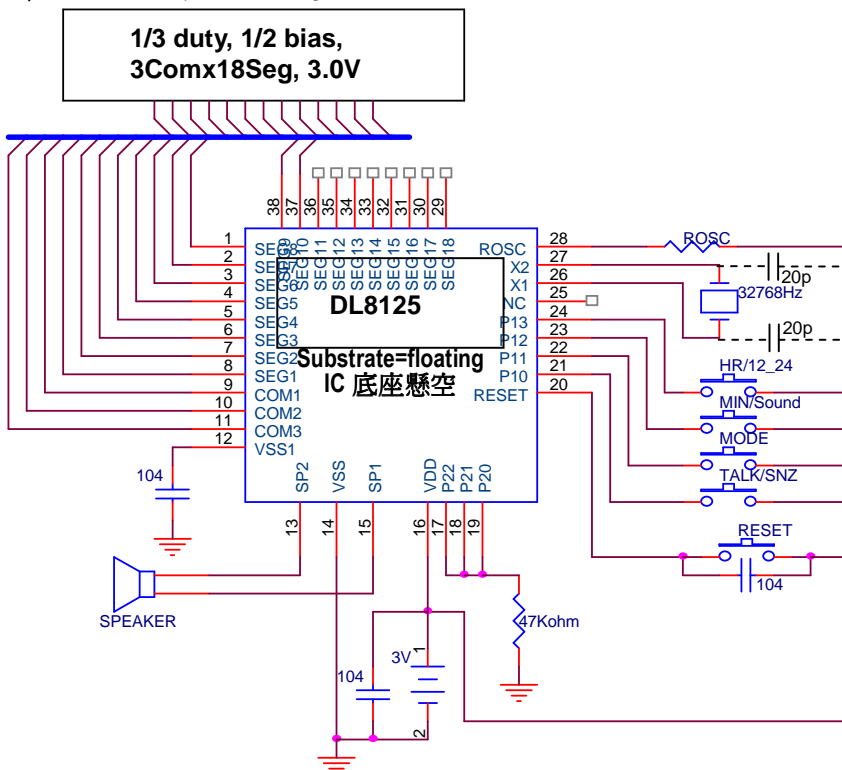 1/3 duty, 1/2 bias,
3Comx18Seg, 3.0V
38
37
36
35
34
33
32
31
30
29
SEG9
SEG10
SEG11
SEG12
SEG13
SEG14
SEG15
SEG16
SEG17
SEG18
1
SEG8
2
SEG7
3
SEG6
4
SEG5
5
SEG4
6
SEG3
7
SEG2
8
SEG1
9
COM1
10
COM2
11
COM3
12
VSS1
DL8125
Substrate=floating
IC 底座懸空
ROSC
28
X2
27
X1
26
NC
25
P13
24
P12
23
P11
22
P10
21
RESET
20
ROSC
20p
32768Hz
20p
HR/12_24
MIN/Sound
MODE
TALK/SNZ
RESET
104
104
SP2
VSS
SP1
VDD
P22
P21
P20
13
14
15
16
17
18
19
SPEAKER
47Kohm
104
3V
1
2